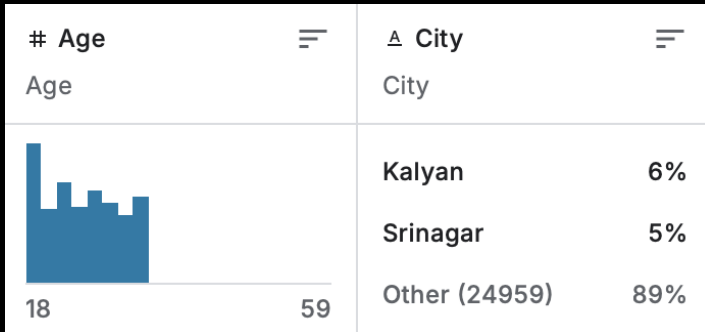 # Age
A City
Age
City
Kalyan 6%
Srinagar 5%
Other (24959) 89%
18 59